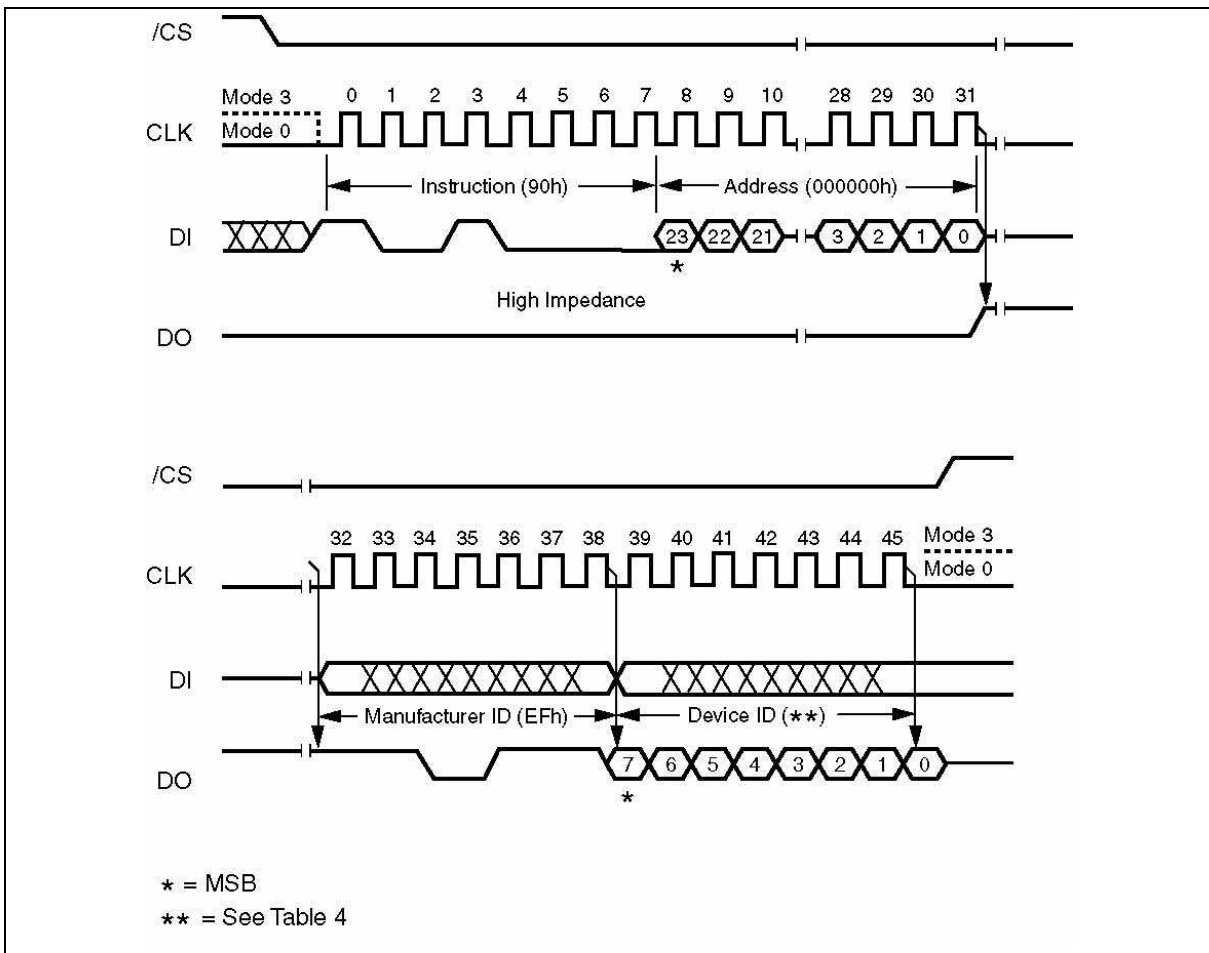 /CS
Mode 3 0 1 2 3 4 5 6 7 8 9 10 28 29 30 31
CLK Mode 0
Instruction (90h) Address (000000h)
DI 23 22 21 3 2 1 0
*
High Impedance
DO
/CS
32 33 34 35 36 37 38 39 40 41 42 43 44 45 Mode 3
CLK Mode 0
DI
Manufacturer ID (EFh) Device ID (**)
DO 7 6 5 4 3 2 1 0
*
* = MSB
** = See Table 4